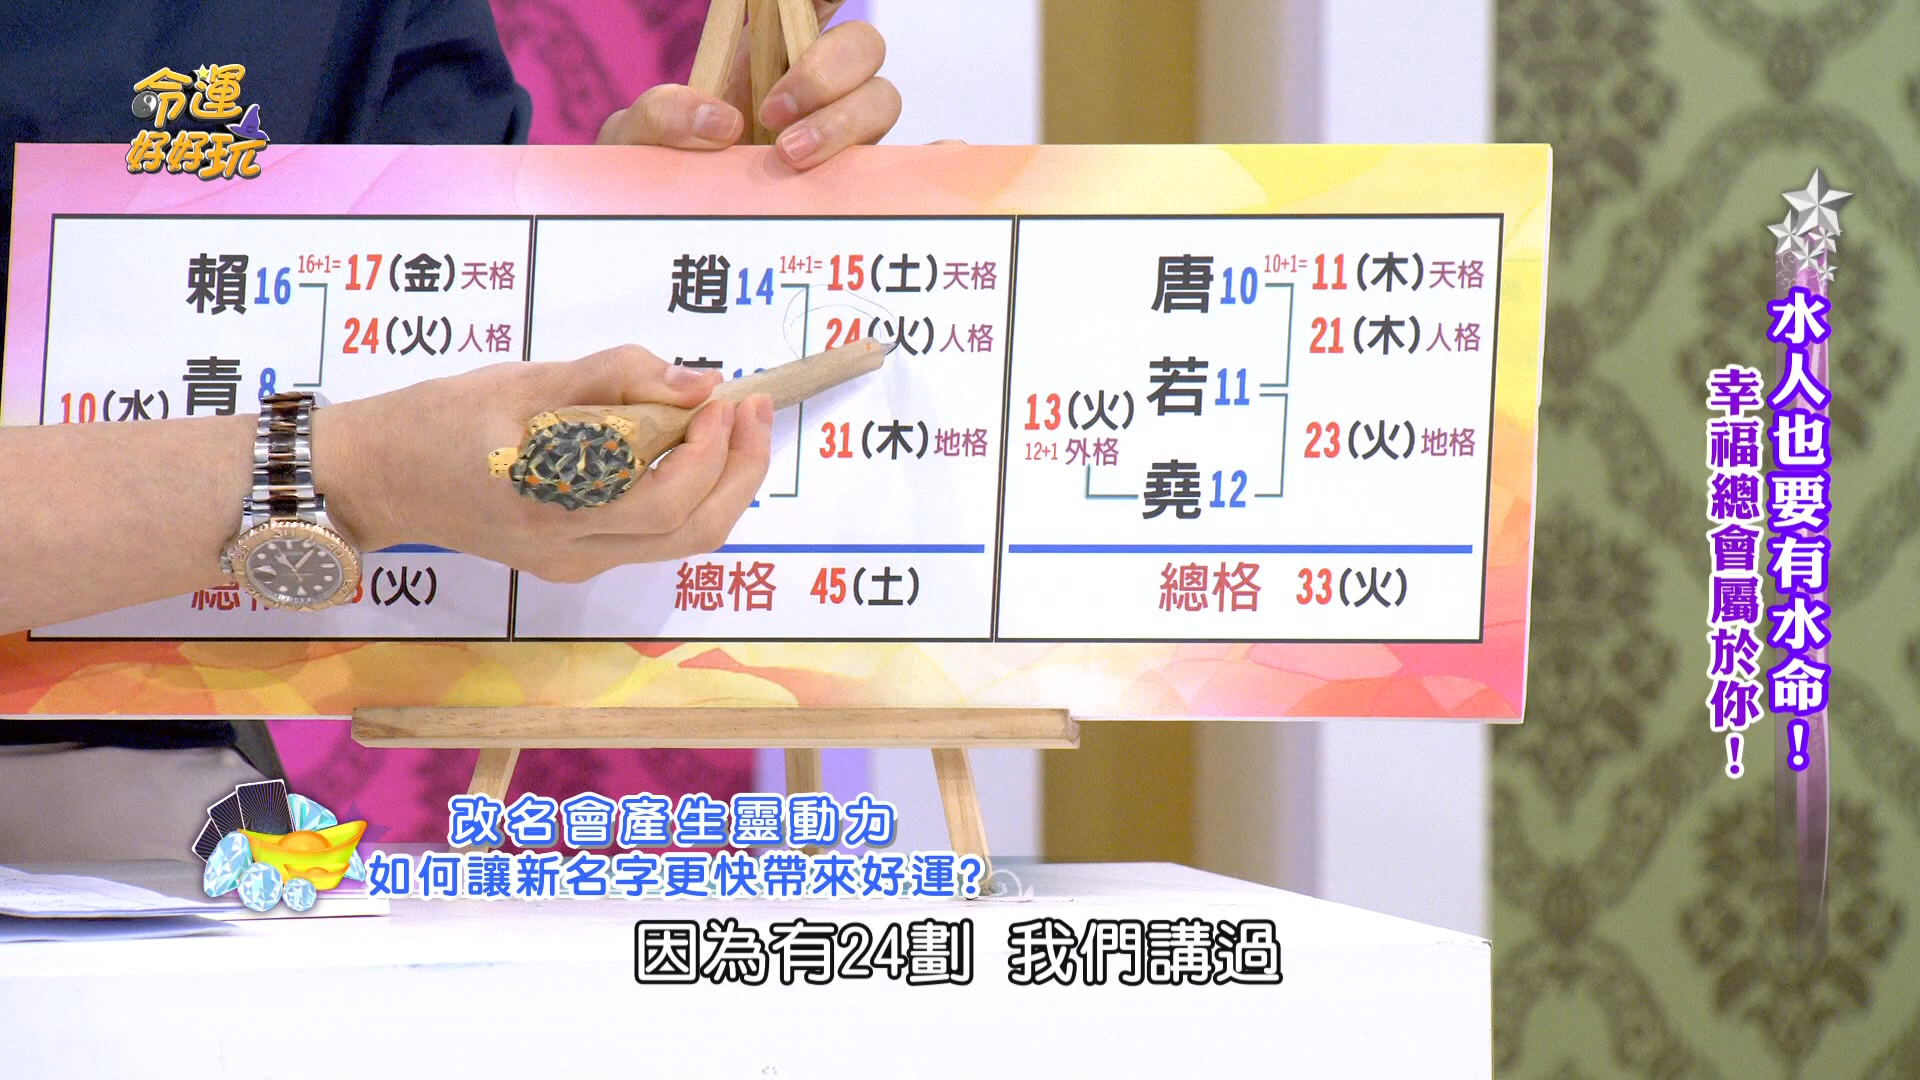 命運
好好玩
賴16 16+1= 17(金)天格
24(火)人格
青8
10(水)
(火)
趙14 14+1= 15(土)天格
24(火)人格
31(木)地格
總格 45(土)
唐10 10+1= 11(木)天格
21(木)人格
若11
13(火)
12+1 外格
23(火)地格
堯12
總格 33(火)
水人也要有水命!
幸福總會屬於你!
改名會產生靈動力
如何讓新名字更快帶來好運?
因為有24劃 我們講過